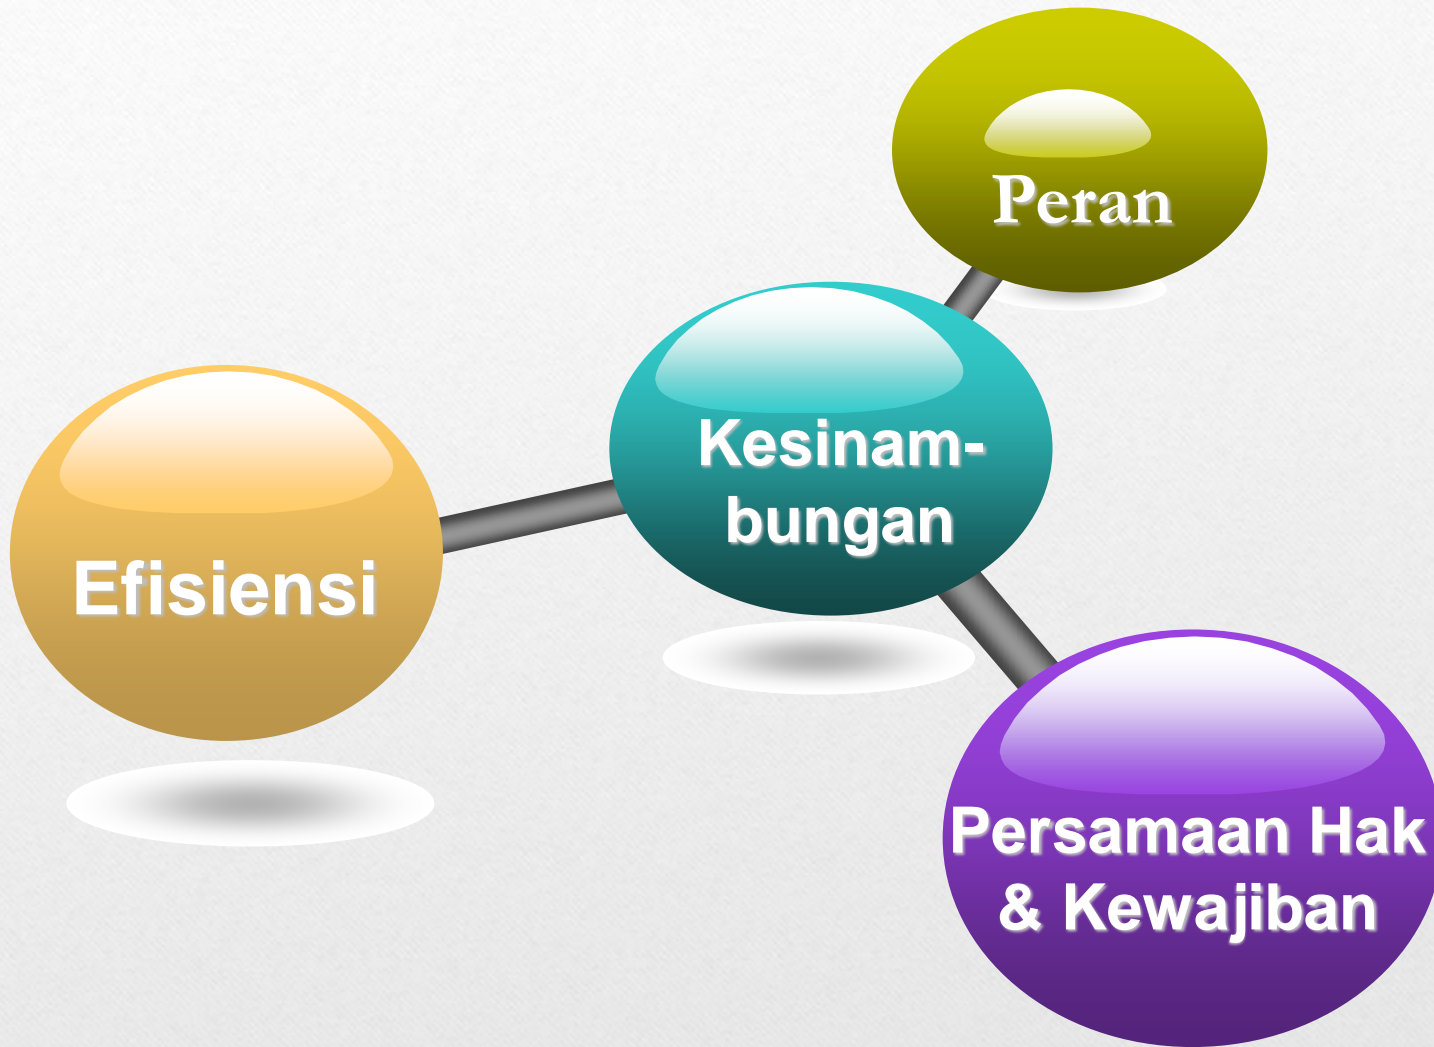 Peran
Kesinam-
bungan
Efisiensi
Persamaan Hak
& Kewajiban